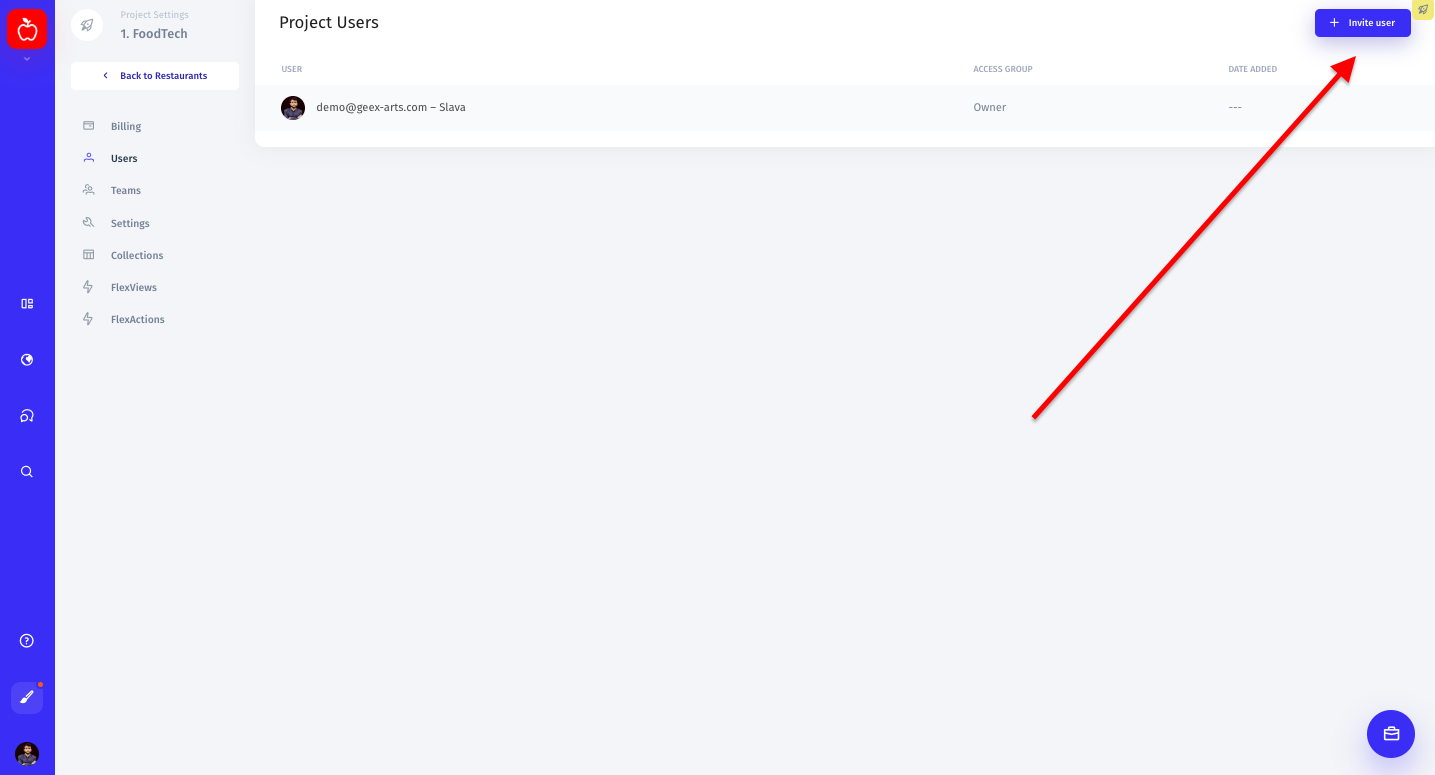 Project Settings
1. FoodTech
Back to Restaurants
Billing
Users
Teams
Settings
Collections
FlexViews
FlexActions
Project Users
Invite user
USER ACCESS GROUP DATE ADDED
demo@geex-arts.com – Slava Owner ---